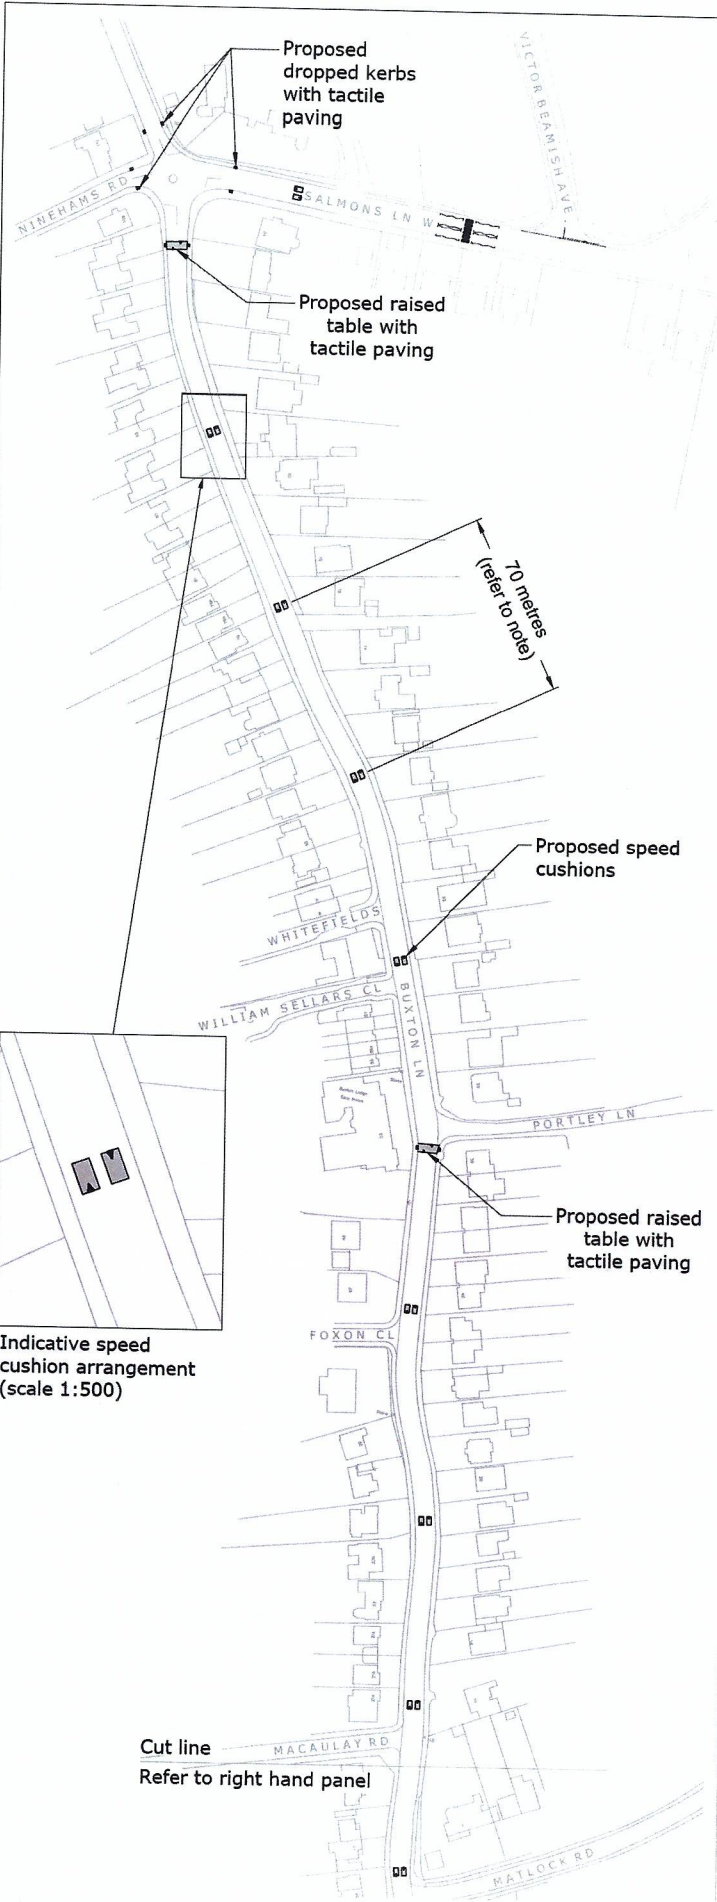 Proposed
dropped kerbs
with tactile
paving
VICTOR BEAMISH AVE
NINEHAMS RD
SALMONS LN W
Proposed raised
table with
tactile paving
70 metres
(refer to note)
Proposed speed
cushions
WHITEFIELDS
WILLIAM SELLARS CL
BUXTON LN
PORTLEY LN
Proposed raised
table with
tactile paving
Indicative speed
cushion arrangement
(scale 1:500)
FOXON CL
Cut line
MACAULAY RD
Refer to right hand panel
MATLOCK RD